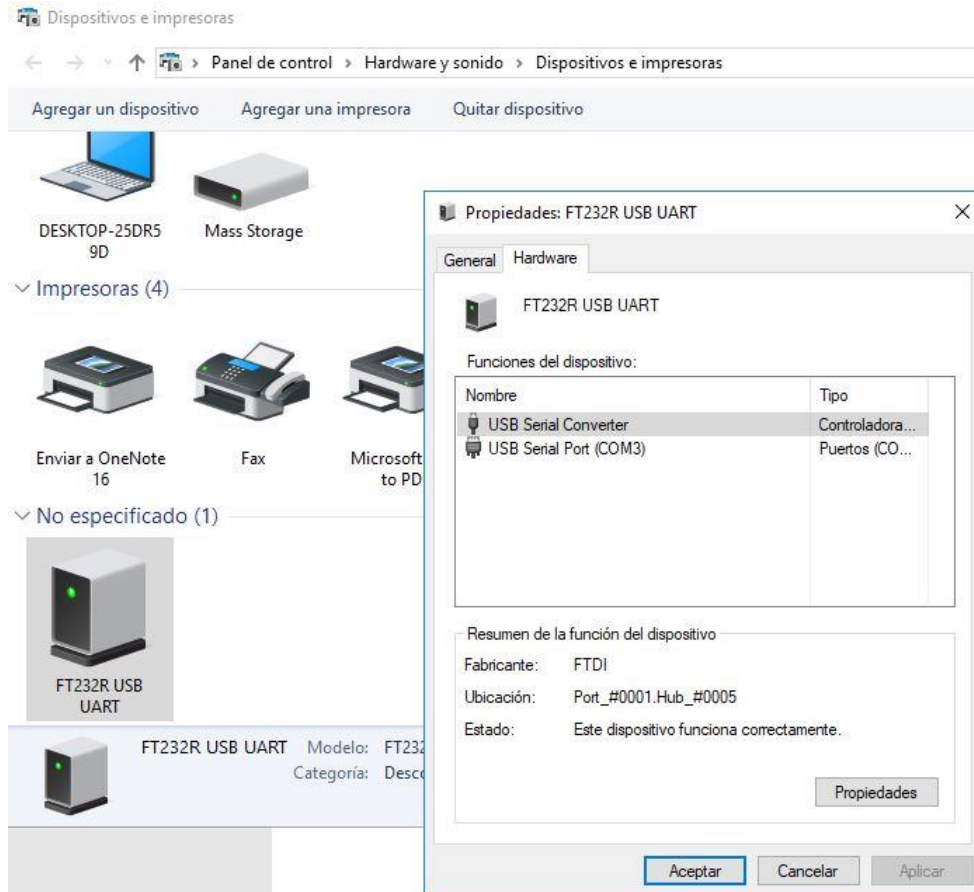 Dispositivos e impresoras
Panel de control > Hardware y sonido > Dispositivos e impresoras
Agregar un dispositivo Agregar una impresora Quitar dispositivo
DESKTOP-25DR5
9D
Mass Storage
Impresoras (4)
Enviar a OneNote
16
Fax
Microsoft
to PD
No especificado (1)
FT232R USB
UART
FT232R USB UART Modelo: FT232
Categoría: Desco
Propiedades: FT232R USB UART
General Hardware
FT232R USB UART
Funciones del dispositivo:
Nombre Tipo
USB Serial Converter Controladora...
USB Serial Port (COM3) Puertos (CO...
Resumen de la función del dispositivo
Fabricante: FTDI
Ubicación: Port_#0001.Hub_#0005
Estado: Este dispositivo funciona correctamente.
Propiedades
Aceptar Cancelar Aplicar